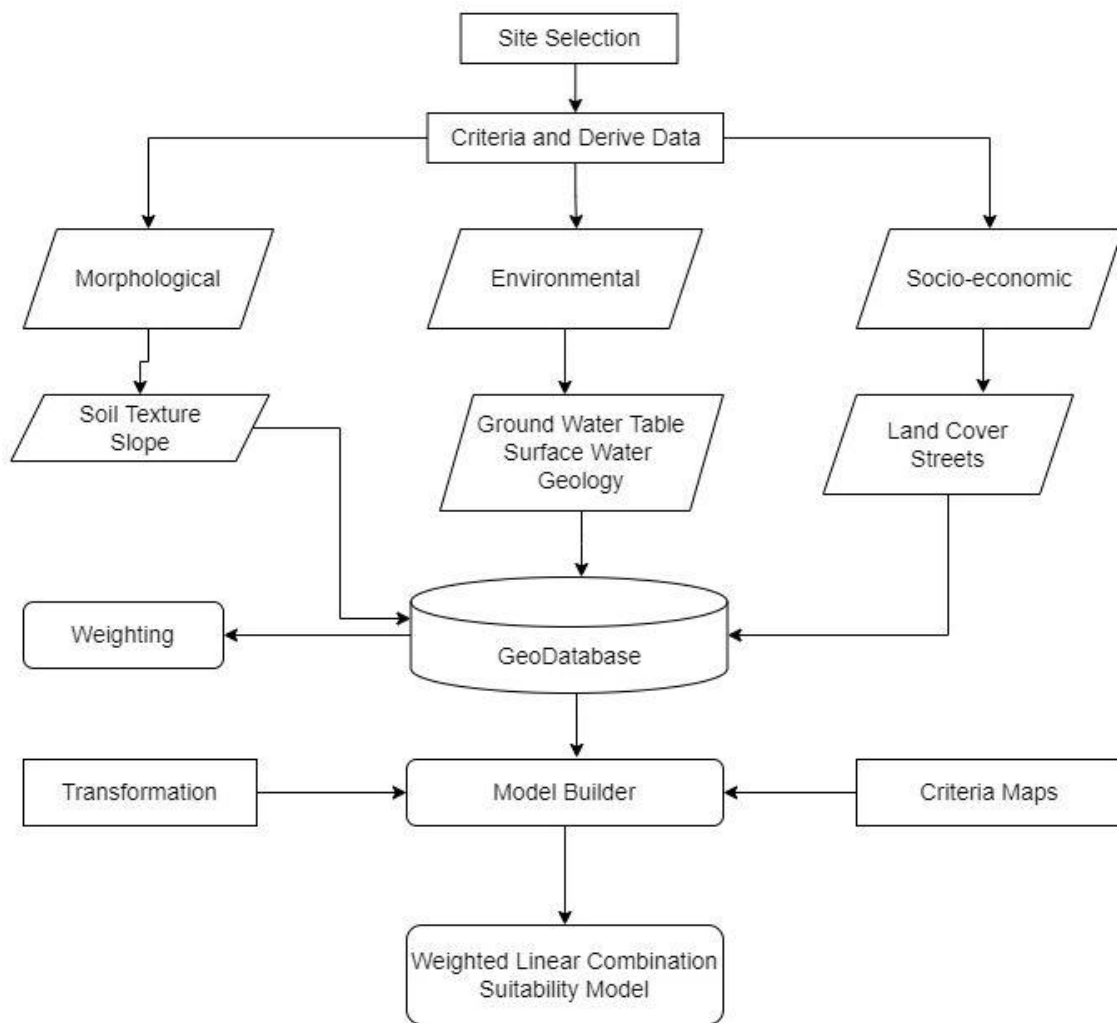 Site Selection
Criteria and Derive Data
Morphological
Environmental
Socio-economic
Soil Texture
Slope
Ground Water Table
Surface Water
Geology
Land Cover
Streets
Weighting
GeoDatabase
Transformation
Model Builder
Criteria Maps
Weighted Linear Combination
Suitability Model